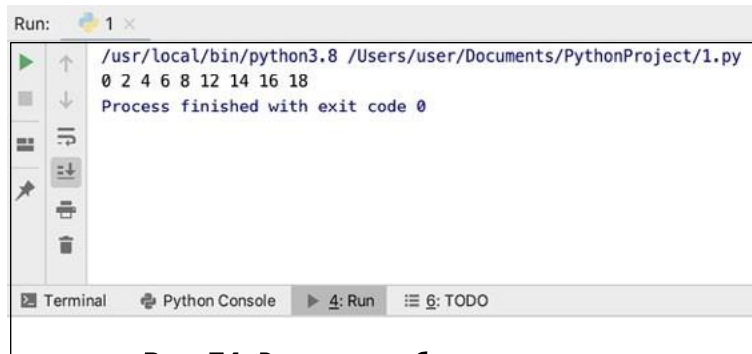 Run: 1 ×
/usr/local/bin/python3.8 /Users/user/Documents/PythonProject/1.py
0 2 4 6 8 12 14 16 18
Process finished with exit code 0
Terminal Python Console 4: Run 6: TODO